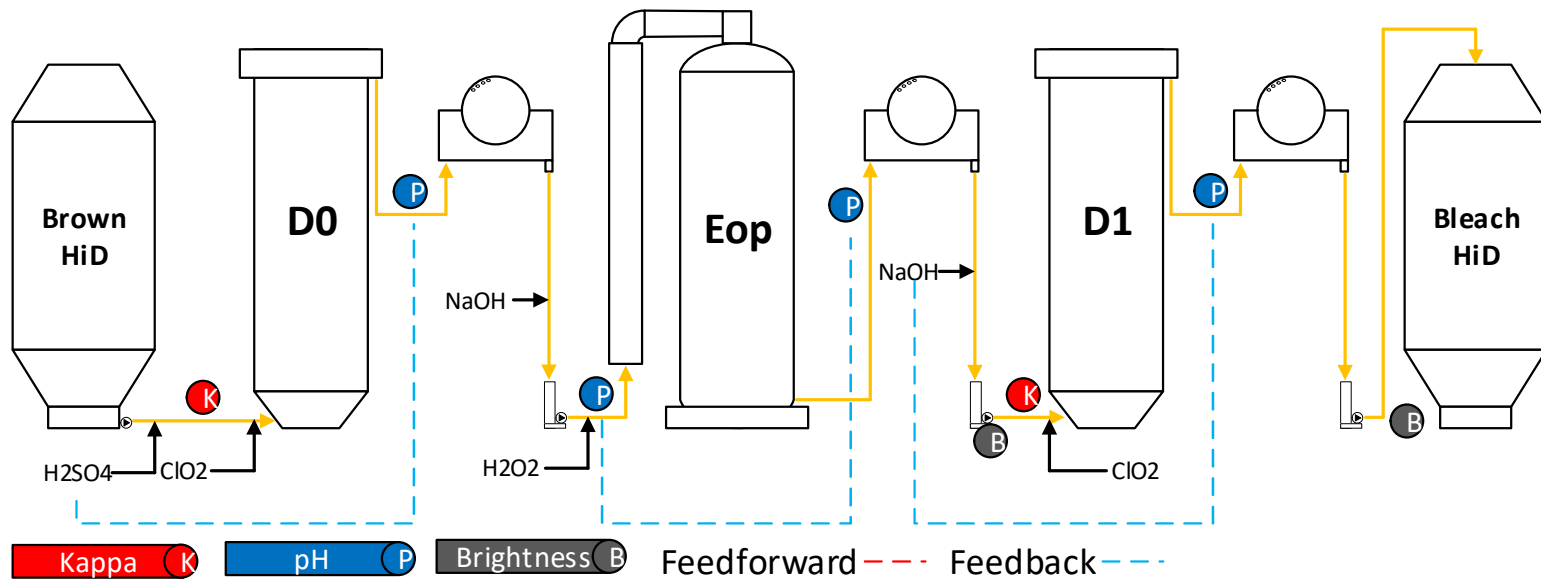 Brown
HiD
D0
P
NaOH
Eop
P
P
NaOH
D1
P
Bleach
HiD
K
K
B
B
H2SO4
ClO2
H2O2
ClO2
Kappa K
pH P
Brightness B
Feedforward
Feedback